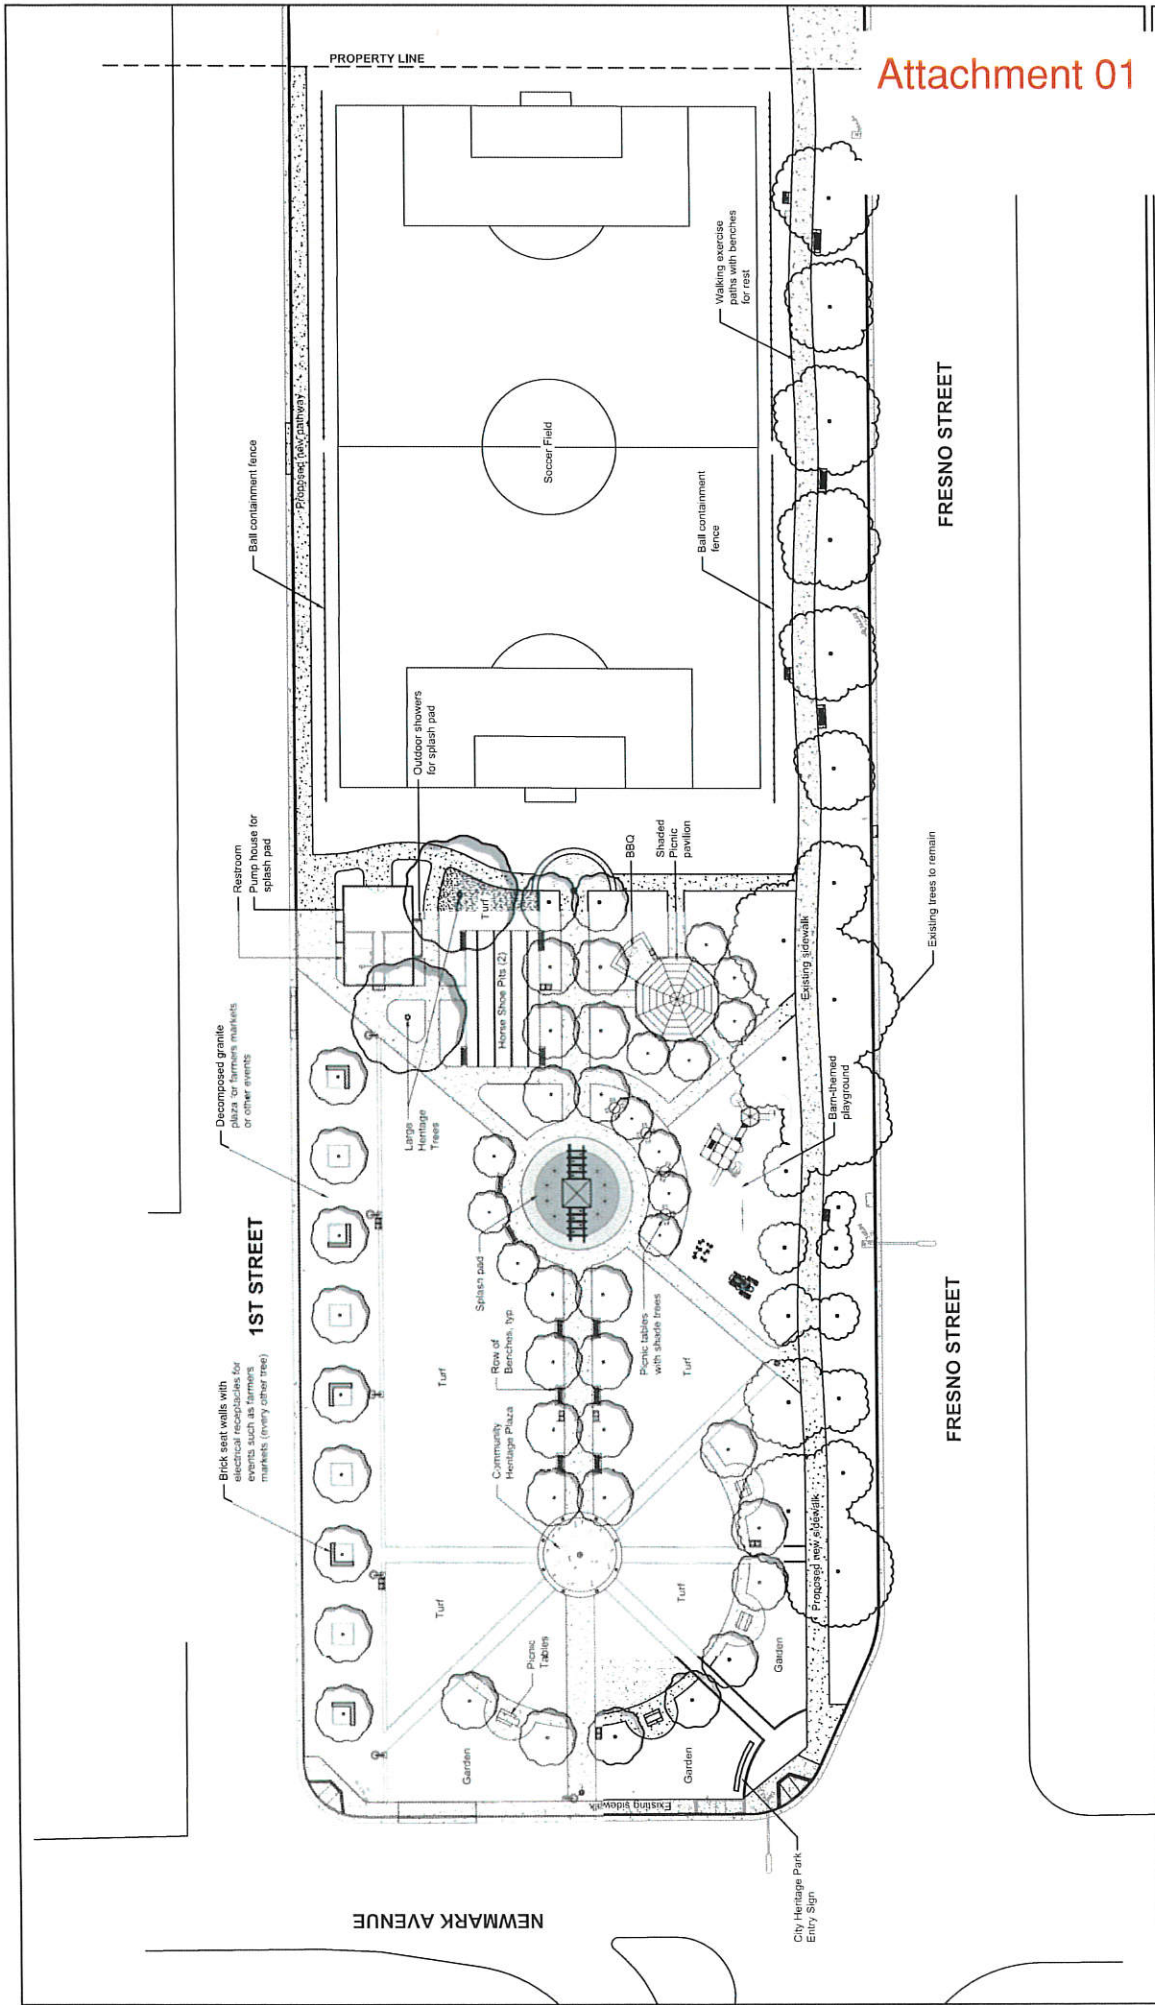 Attachment 01
PROPERTY LINE
Proposed new pathway
Ball containment fence
Soccer Field
Walking exercise
paths with benches
for rest
Ball containment
fence
FRESNO STREET
Outdoor showers
for splash pad
Restroom
Pump house for
splash pad
BBQ
Shaded
Picnic
pavilion
Turf
Horse Shoe Pits (2)
Existing sidewalk
Existing trees to remain
Decomposed granite
plaza for farmers markets
or other events
Large
Heritage
Trees
Barn-themed
playground
1ST STREET
Splash pad
Picnic tables
with shade trees
Row of
Benches, typ
Turf
Turf
Brick seat walls with
electrical receptacles for
events such as farmers
markets (every other tree)
Community
Heritage Plaza
FRESNO STREET
Turf
Turf
Proposed new sidewalk
Picnic
Tables
Garden
Garden
Garden
Existing sidewalk
City Heritage Park
Entry Sign
NEWMARK AVENUE